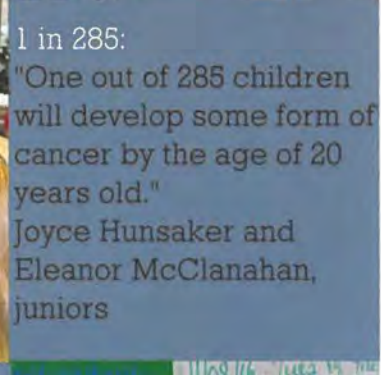 1 in 285:
"One out of 285 children
will develop some form of
cancer by the age of 20
years old."
Joyce Hunsaker and
Eleanor McClanahan,
juniors